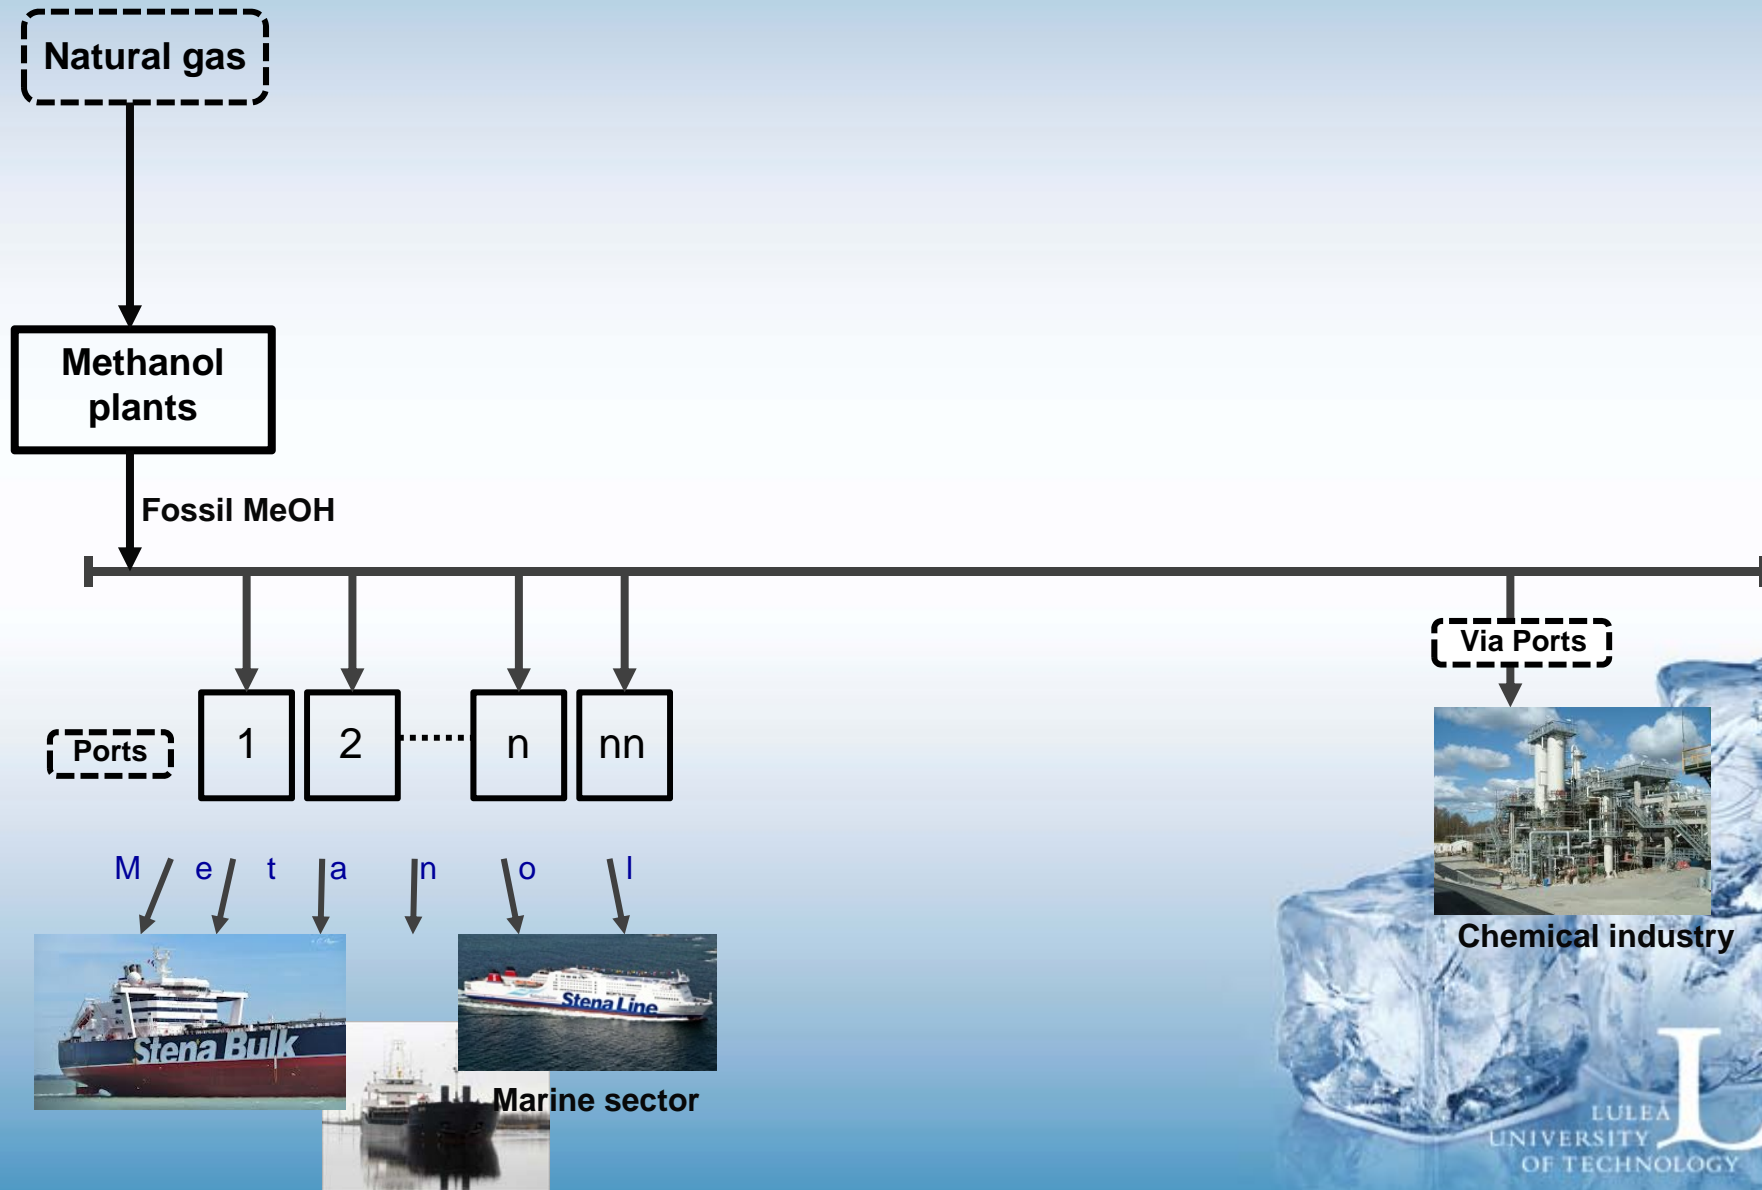 Natural gas
Methanol
plants
Fossil MeOH
Via Ports
Ports
1
2
n
nn
M e t a n o l
Stena Bulk
Stena Line
Chemical industry
Marine sector
LULEÅ
UNIVERSITY
OF TECHNOLOGY
L